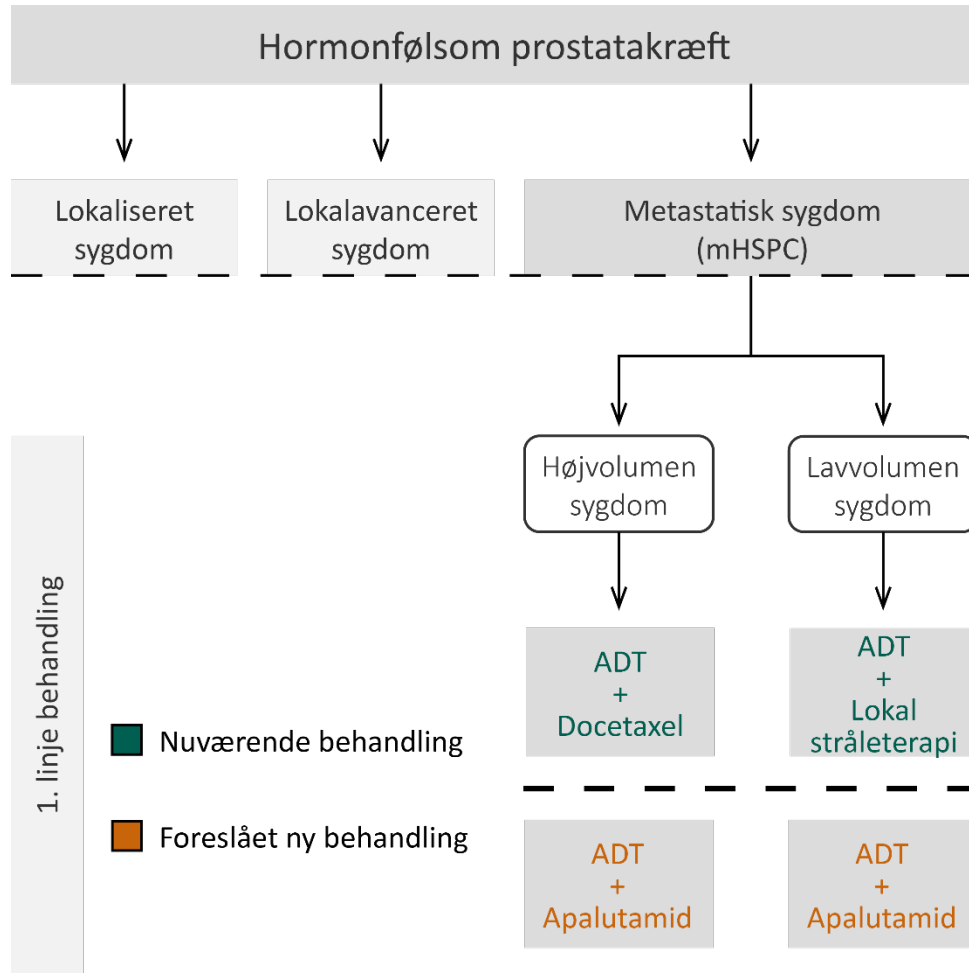 Hormonfølsom prostatakræft
Lokaliseret
sygdom
Lokalavanceret
sygdom
Metastatisk sygdom
(mHSPC)
Højvolumen
sygdom
Lavvolumen
sygdom
1. linje behandling
ADT
+
Docetaxel
ADT
+
Lokal
stråleterapi
Nuværende behandling
Foreslået ny behandling
ADT
+
Apalutamid
ADT
+
Apalutamid